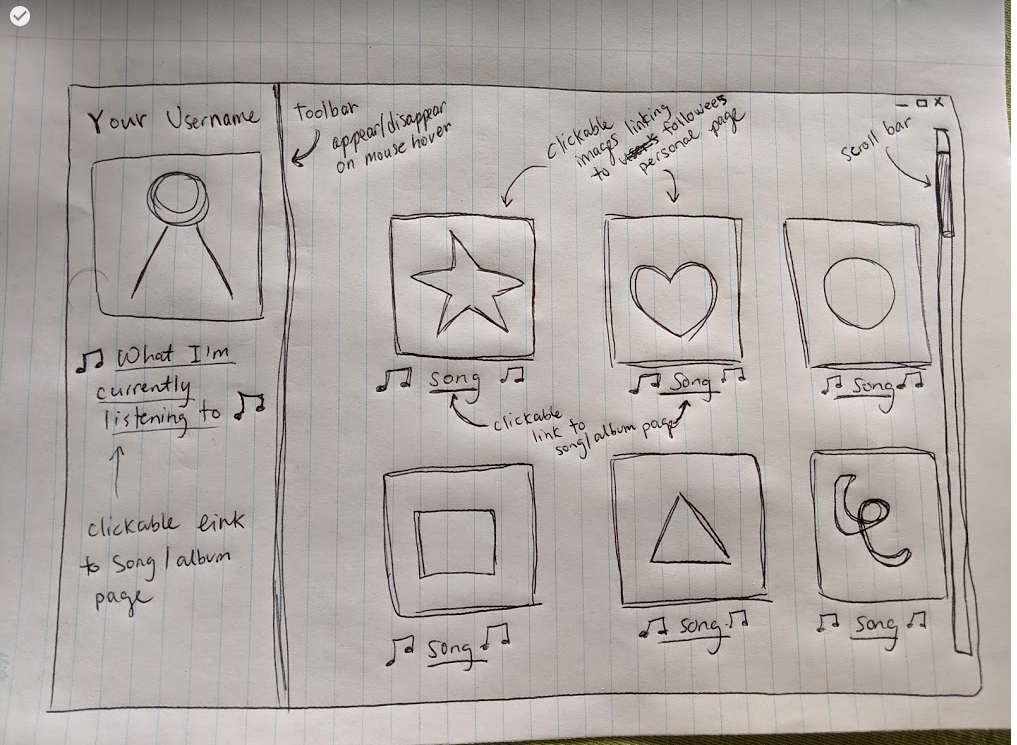 Your Username
What I'm
currently
listening to
clickable link
to song/album
page
toolbar
appear/disappear
on mouse hover
clickable
images linking
to user's followees
personal page
scroll bar
X
Song
Song
Song
clickable
link to
song/album page
Song
Song
Song